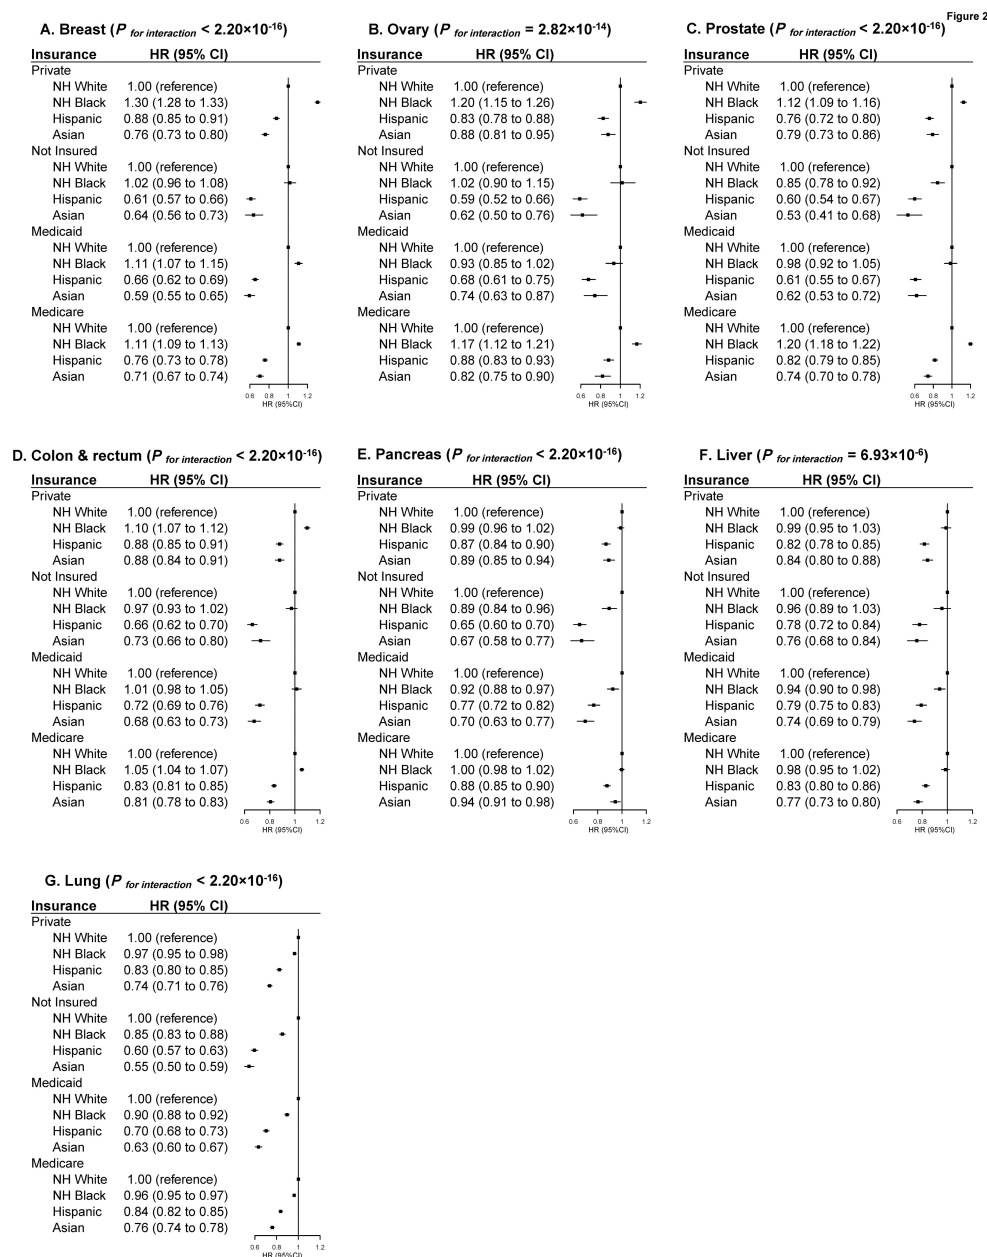 Figure 2
A. Breast (P for interaction < 2.20×10-16)
Insurance HR (95% CI)
Private
NH White 1.00 (reference)
NH Black 1.30 (1.28 to 1.33)
Hispanic 0.88 (0.85 to 0.91)
Asian 0.76 (0.73 to 0.80)
Not Insured
NH White 1.00 (reference)
NH Black 1.02 (0.96 to 1.08)
Hispanic 0.61 (0.57 to 0.66)
Asian 0.64 (0.56 to 0.73)
Medicaid
NH White 1.00 (reference)
NH Black 1.11 (1.07 to 1.15)
Hispanic 0.66 (0.62 to 0.69)
Asian 0.59 (0.55 to 0.65)
Medicare
NH White 1.00 (reference)
NH Black 1.11 (1.09 to 1.13)
Hispanic 0.76 (0.73 to 0.78)
Asian 0.71 (0.67 to 0.74)
0.6 0.8 1 1.2
HR (95%CI)
B. Ovary (P for interaction = 2.82×10-14)
Insurance HR (95% CI)
Private
NH White 1.00 (reference)
NH Black 1.20 (1.15 to 1.26)
Hispanic 0.83 (0.78 to 0.88)
Asian 0.88 (0.81 to 0.95)
Not Insured
NH White 1.00 (reference)
NH Black 1.02 (0.90 to 1.15)
Hispanic 0.59 (0.52 to 0.66)
Asian 0.62 (0.50 to 0.76)
Medicaid
NH White 1.00 (reference)
NH Black 0.93 (0.85 to 1.02)
Hispanic 0.68 (0.61 to 0.75)
Asian 0.74 (0.63 to 0.87)
Medicare
NH White 1.00 (reference)
NH Black 1.17 (1.12 to 1.21)
Hispanic 0.88 (0.83 to 0.93)
Asian 0.82 (0.75 to 0.90)
0.6 0.8 1 1.2
HR (95%CI)
C. Prostate (P for interaction < 2.20×10-16)
Insurance HR (95% CI)
Private
NH White 1.00 (reference)
NH Black 1.12 (1.09 to 1.16)
Hispanic 0.76 (0.72 to 0.80)
Asian 0.79 (0.73 to 0.86)
Not Insured
NH White 1.00 (reference)
NH Black 0.85 (0.78 to 0.92)
Hispanic 0.60 (0.54 to 0.67)
Asian 0.53 (0.41 to 0.68)
Medicaid
NH White 1.00 (reference)
NH Black 0.98 (0.92 to 1.05)
Hispanic 0.61 (0.55 to 0.67)
Asian 0.62 (0.53 to 0.72)
Medicare
NH White 1.00 (reference)
NH Black 1.20 (1.18 to 1.22)
Hispanic 0.82 (0.79 to 0.85)
Asian 0.74 (0.70 to 0.78)
0.6 0.8 1 1.2
HR (95%CI)
D. Colon & rectum (P for interaction < 2.20×10-16)
Insurance HR (95% CI)
Private
NH White 1.00 (reference)
NH Black 1.10 (1.07 to 1.12)
Hispanic 0.88 (0.85 to 0.91)
Asian 0.88 (0.84 to 0.91)
Not Insured
NH White 1.00 (reference)
NH Black 0.97 (0.93 to 1.02)
Hispanic 0.66 (0.62 to 0.70)
Asian 0.73 (0.66 to 0.80)
Medicaid
NH White 1.00 (reference)
NH Black 1.01 (0.98 to 1.05)
Hispanic 0.72 (0.69 to 0.76)
Asian 0.68 (0.63 to 0.73)
Medicare
NH White 1.00 (reference)
NH Black 1.05 (1.04 to 1.07)
Hispanic 0.83 (0.81 to 0.85)
Asian 0.81 (0.78 to 0.83)
0.6 0.8 1 1.2
HR (95%CI)
E. Pancreas (P for interaction < 2.20×10-16)
Insurance HR (95% CI)
Private
NH White 1.00 (reference)
NH Black 0.99 (0.96 to 1.02)
Hispanic 0.87 (0.84 to 0.90)
Asian 0.89 (0.85 to 0.94)
Not Insured
NH White 1.00 (reference)
NH Black 0.89 (0.84 to 0.96)
Hispanic 0.65 (0.60 to 0.70)
Asian 0.67 (0.58 to 0.77)
Medicaid
NH White 1.00 (reference)
NH Black 0.92 (0.88 to 0.97)
Hispanic 0.77 (0.72 to 0.82)
Asian 0.70 (0.63 to 0.77)
Medicare
NH White 1.00 (reference)
NH Black 1.00 (0.98 to 1.02)
Hispanic 0.88 (0.85 to 0.90)
Asian 0.94 (0.91 to 0.98)
0.6 0.8 1 1.2
HR (95%CI)
F. Liver (P for interaction = 6.93×10-6)
Insurance HR (95% CI)
Private
NH White 1.00 (reference)
NH Black 0.99 (0.95 to 1.03)
Hispanic 0.82 (0.78 to 0.85)
Asian 0.84 (0.80 to 0.88)
Not Insured
NH White 1.00 (reference)
NH Black 0.96 (0.89 to 1.03)
Hispanic 0.78 (0.72 to 0.84)
Asian 0.76 (0.68 to 0.84)
Medicaid
NH White 1.00 (reference)
NH Black 0.94 (0.90 to 0.98)
Hispanic 0.79 (0.75 to 0.83)
Asian 0.74 (0.69 to 0.79)
Medicare
NH White 1.00 (reference)
NH Black 0.98 (0.95 to 1.02)
Hispanic 0.83 (0.80 to 0.86)
Asian 0.77 (0.73 to 0.80)
0.6 0.8 1 1.2
HR (95%CI)
G. Lung (P for interaction < 2.20×10-16)
Insurance HR (95% CI)
Private
NH White 1.00 (reference)
NH Black 0.97 (0.95 to 0.98)
Hispanic 0.83 (0.80 to 0.85)
Asian 0.74 (0.71 to 0.76)
Not Insured
NH White 1.00 (reference)
NH Black 0.85 (0.83 to 0.88)
Hispanic 0.60 (0.57 to 0.63)
Asian 0.55 (0.50 to 0.59)
Medicaid
NH White 1.00 (reference)
NH Black 0.90 (0.88 to 0.92)
Hispanic 0.70 (0.68 to 0.73)
Asian 0.63 (0.60 to 0.67)
Medicare
NH White 1.00 (reference)
NH Black 0.96 (0.95 to 0.97)
Hispanic 0.84 (0.82 to 0.85)
Asian 0.76 (0.74 to 0.78)
0.6 0.8 1 1.2
HR (95%CI)